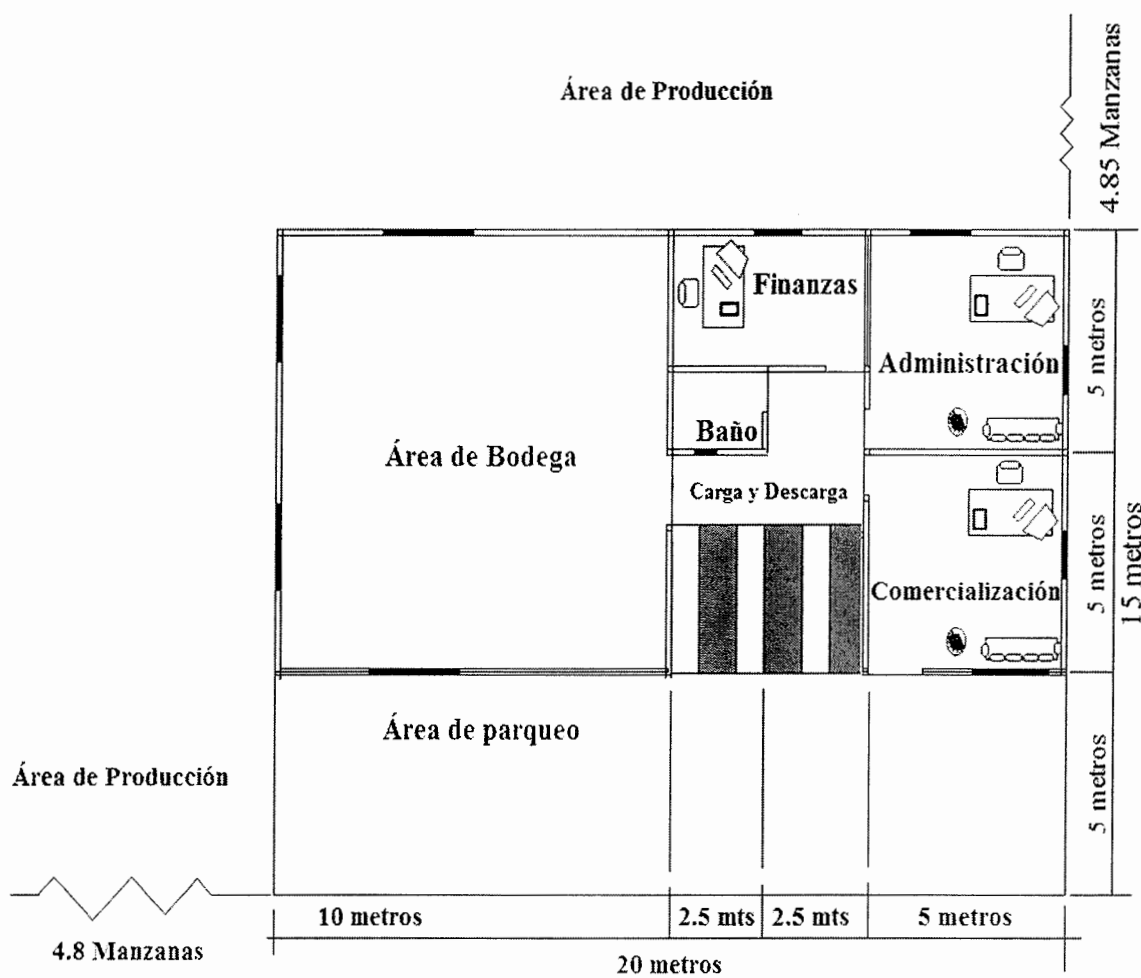 Área de Producción
4.85 Manzanas
Finanzas
Administración
5 metros
Baño
Área de Bodega
Carga y Descarga
5 metros
15 metros
Comercialización
Área de parqueo
Área de Producción
5 metros
10 metros
2.5 mts
2.5 mts
5 metros
4.8 Manzanas
20 metros